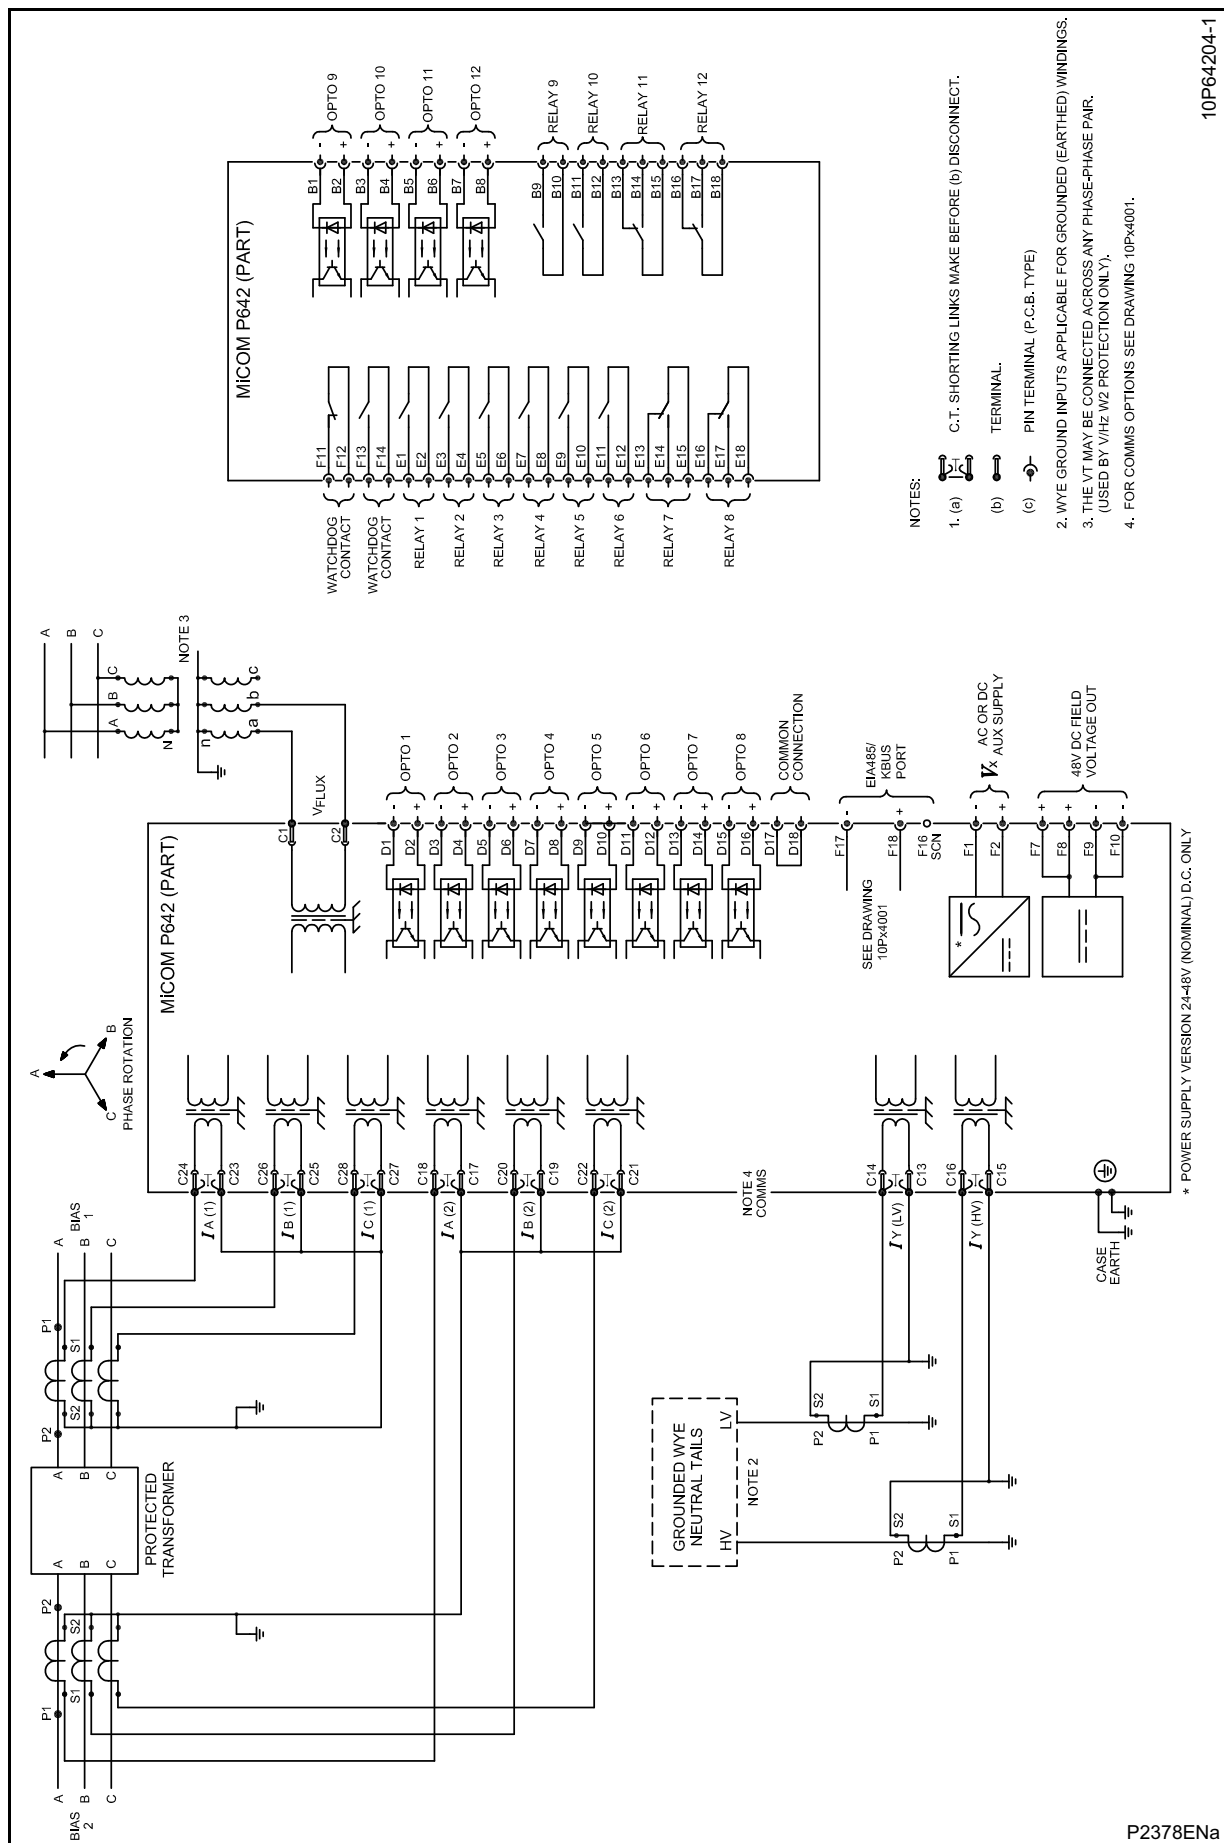 10P64204-1
P2378ENa
BIAS
2
A
B
C
P1
P2
S1
S2
A
B
C
PROTECTED
TRANSFORMER
A
B
C
P2
P1
S2
S1
A
B
C
BIAS
1
A
B
C
PHASE ROTATION
A
B
C
A
B
C
N
n
a
b
c
NOTE 3
VFLUX
C1
C2
MiCOM P642 (PART)
C24
C23
I A (1)
C26
C25
I B (1)
C28
C27
I C (1)
C18
C17
I A (2)
C20
C19
I B (2)
C22
C21
I C (2)
NOTE 4
COMMS
C14
C13
I Y (LV)
C16
C15
I Y (HV)
GROUNDED WYE
NEUTRAL TAILS
HV
LV
NOTE 2
P2
S2
P1
S1
P2
S2
P1
S1
CASE
EARTH
D1
D2
-
+
OPTO 1
D3
D4
-
+
OPTO 2
D5
D6
-
+
OPTO 3
D7
D8
-
+
OPTO 4
D9
D10
-
+
OPTO 5
D11
D12
-
+
OPTO 6
D13
D14
-
+
OPTO 7
D15
D16
-
+
OPTO 8
D17
D18
COMMON
CONNECTION
SEE DRAWING
10Px4001
F17
F18
F16
SCN
-
+
EIA485/
KBUS
PORT
*
F1
F2
-
+
Vx
AC OR DC
AUX SUPPLY
F7
F8
F9
F10
+
+
-
-
48V DC FIELD
VOLTAGE OUT
* POWER SUPPLY VERSION 24-48V (NOMINAL) D.C. ONLY
MiCOM P642 (PART)
F11
F12
WATCHDOG
CONTACT
F13
F14
WATCHDOG
CONTACT
E1
E2
RELAY 1
E3
E4
RELAY 2
E5
E6
RELAY 3
E7
E8
RELAY 4
E9
E10
RELAY 5
E11
E12
RELAY 6
E13
E14
E15
RELAY 7
E16
E17
E18
RELAY 8
B1
B2
-
+
OPTO 9
B3
B4
-
+
OPTO 10
B5
B6
-
+
OPTO 11
B7
B8
-
+
OPTO 12
B9
B10
RELAY 9
B11
B12
RELAY 10
B13
B14
B15
RELAY 11
B16
B17
B18
RELAY 12
NOTES:
1. (a) C.T. SHORTING LINKS MAKE BEFORE (b) DISCONNECT.
(b) TERMINAL.
(c) PIN TERMINAL (P.C.B. TYPE)
2. WYE GROUND INPUTS APPLICABLE FOR GROUNDED (EARTHED) WINDINGS.
3. THE VT MAY BE CONNECTED ACROSS ANY PHASE-PHASE PAIR.
(USED BY V/Hz W2 PROTECTION ONLY).
4. FOR COMMS OPTIONS SEE DRAWING 10Px4001.